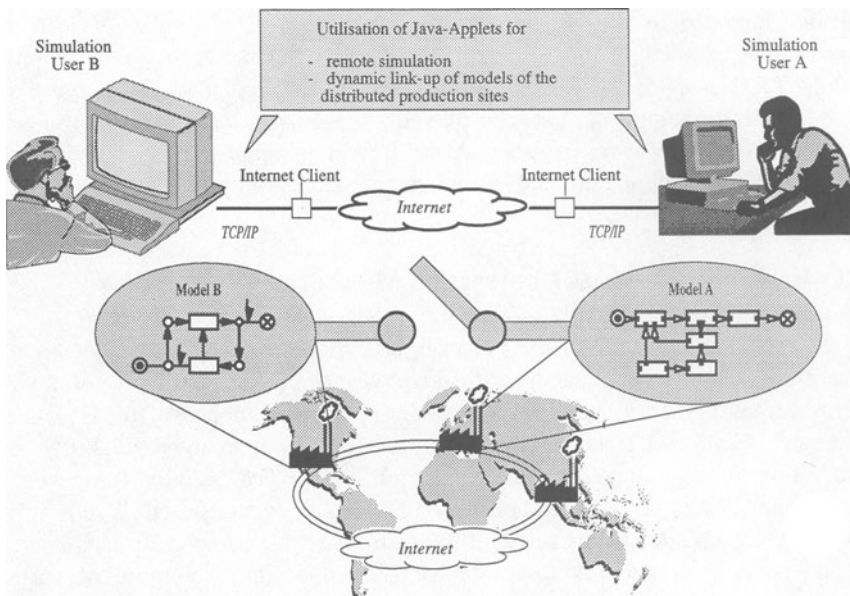 Utilisation of Java-Applets for
- remote simulation
- dynamic link-up of models of the
distributed production sites
Simulation
User B
Simulation
User A
Internet Client
Internet Client
Internet
TCP/IP
TCP/IP
Model B
Model A
Internet